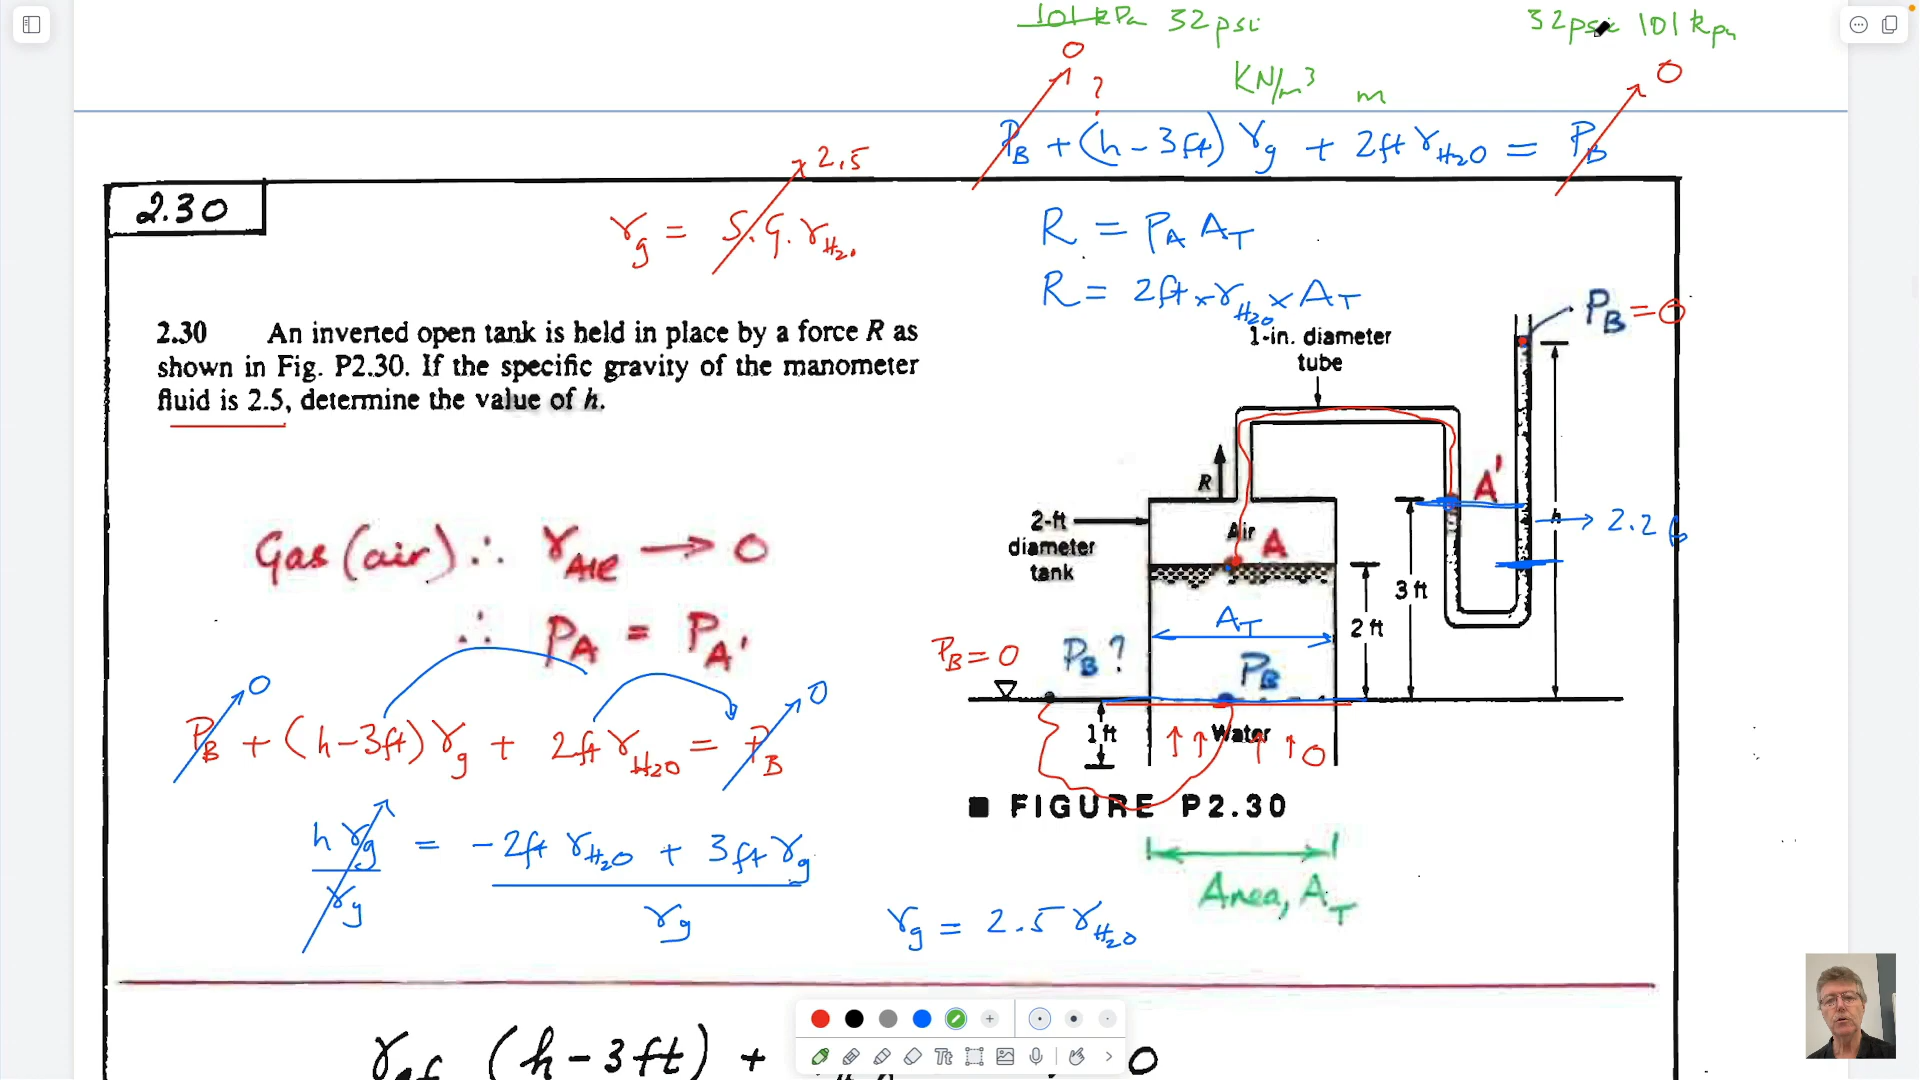 101 kPa 32psi
32psi 101 kpa
0
0
?
KN/m³ m
P_B + (h - 3ft) γ_g + 2ft γ_H2O = P_B
2.5
2.30
γ_g = S.G. γ_H2O
R = P_A A_T
R = 2ft × γ_H2O × A_T
P_B = 0
2.30 An inverted open tank is held in place by a force R as
shown in Fig. P2.30. If the specific gravity of the manometer
fluid is 2.5, determine the value of h.
1-in. diameter
tube
R
A'
2-ft
diameter
tank
Air A
h → 2.2 f
3 ft
2 ft
A_T
Gas (air) ∴ γ_AIR → 0
∴ P_A = P_A'
P_B = 0
P_B ?
P_B
1 ft
Water
0
0
0
P_B + (h - 3ft) γ_g + 2ft γ_H2O = P_B
■ FIGURE P2.30
h γ_g = -2ft γ_H2O + 3ft γ_g
γ_g
γ_g
Area, A_T
γ_g = 2.5 γ_H2O
(h - 3ft) +
0
Tt